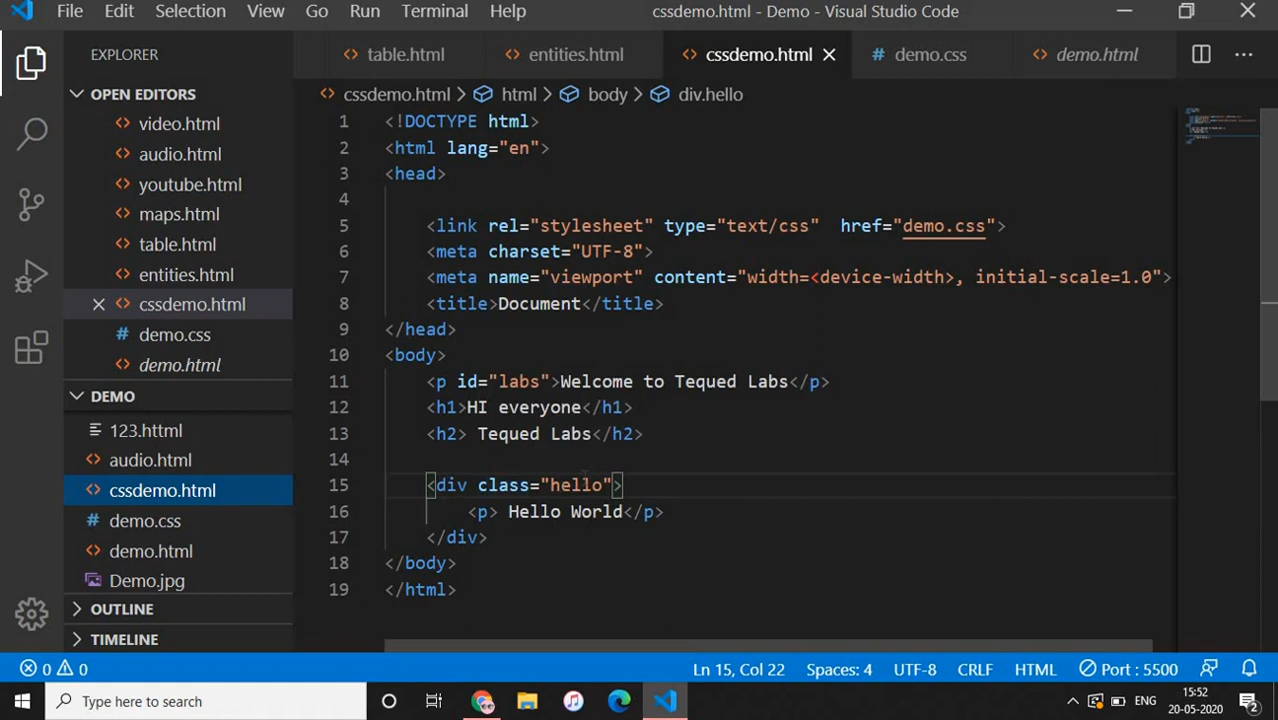 File Edit Selection View Go Run Terminal Help cssdemo.html - Demo - Visual Studio Code
EXPLORER
OPEN EDITORS
video.html
audio.html
youtube.html
maps.html
table.html
entities.html
cssdemo.html
# demo.css
demo.html
DEMO
123.httml
audio.html
cssdemo.html
# demo.css
demo.html
Demo.jpg
OUTLINE
TIMELINE
table.html entities.html cssdemo.html # demo.css demo.html
cssdemo.html > html > body > div.hello
1 <!DOCTYPE html>
2 <html lang="en">
3 <head>
4
5 <link rel="stylesheet" type="text/css"  href="demo.css">
6 <meta charset="UTF-8">
7 <meta name="viewport" content="width=<device-width>, initial-scale=1.0">
8 <title>Document</title>
9 </head>
10 <body>
11 <p id="labs">Welcome to Tequed Labs</p>
12 <h1>HI everyone</h1>
13 <h2> Tequed Labs</h2>
14
15 <div class="hello">
16 <p> Hello World</p>
17 </div>
18 </body>
19 </html>
0 0 Ln 15, Col 22 Spaces: 4 UTF-8 CRLF HTML Port : 5500
Type here to search ENG 15:52
20-05-2020 2